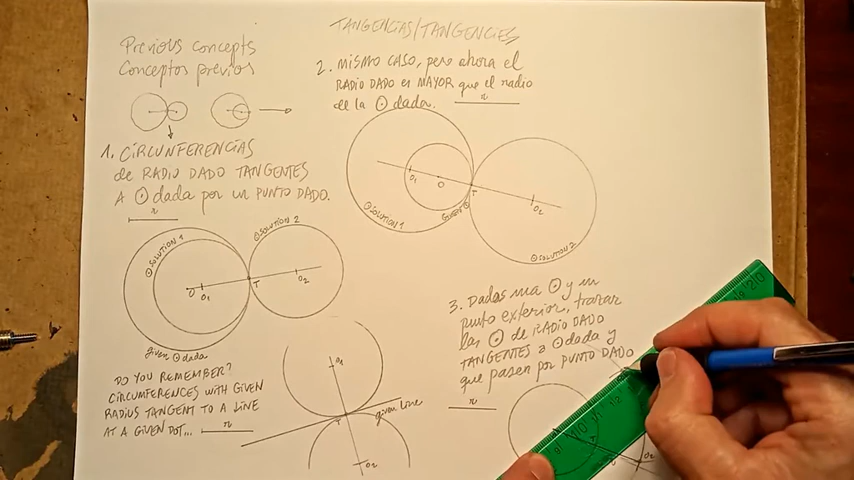 TANGENCIAS/TANGENCIES
Previous concepts
Conceptos previos
1. CIRCUNFERENCIAS
de RADIO DADO TANGENTES
A ⊙ dada por un PUNTO DADO.
r
⊙ SOLUTION 1
⊙ SOLUTION 2
O
O1
T
O2
given ⊙ dada
DO YOU REMEMBER?
CIRCUMFERENCES WITH GIVEN
RADIUS TANGENT TO A LINE
AT A GIVEN DOT...
r
O1
T
given line
O2
2. MISMO CASO, pero ahora el
RADIO DADO es MAYOR que el radio
de la ⊙ dada.
r
O1
O
T
O2
⊙ SOLUTION 1
Given ⊙
⊙ SOLUTION 2
3. Dadas una ⊙ y un
punto exterior, trazar
las ⊙ de RADIO DADO
TANGENTES a ⊙ dada y
que pasen por PUNTO DADO
r
O2